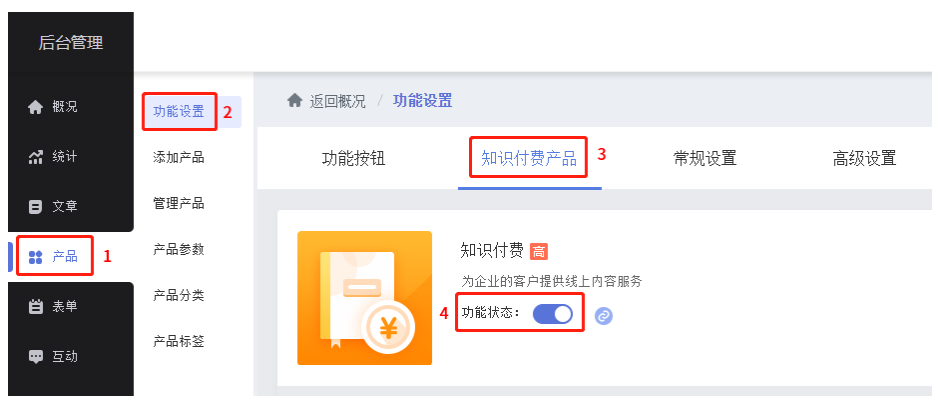 后台管理
概况
统计
文章
产品 1
表单
互动
功能设置 2
添加产品
管理产品
产品参数
产品分类
产品标签
返回概况 / 功能设置
功能按钮 知识付费产品 3 常规设置 高级设置
知识付费 高
为企业的客户提供线上内容服务
4 功能状态：
¥